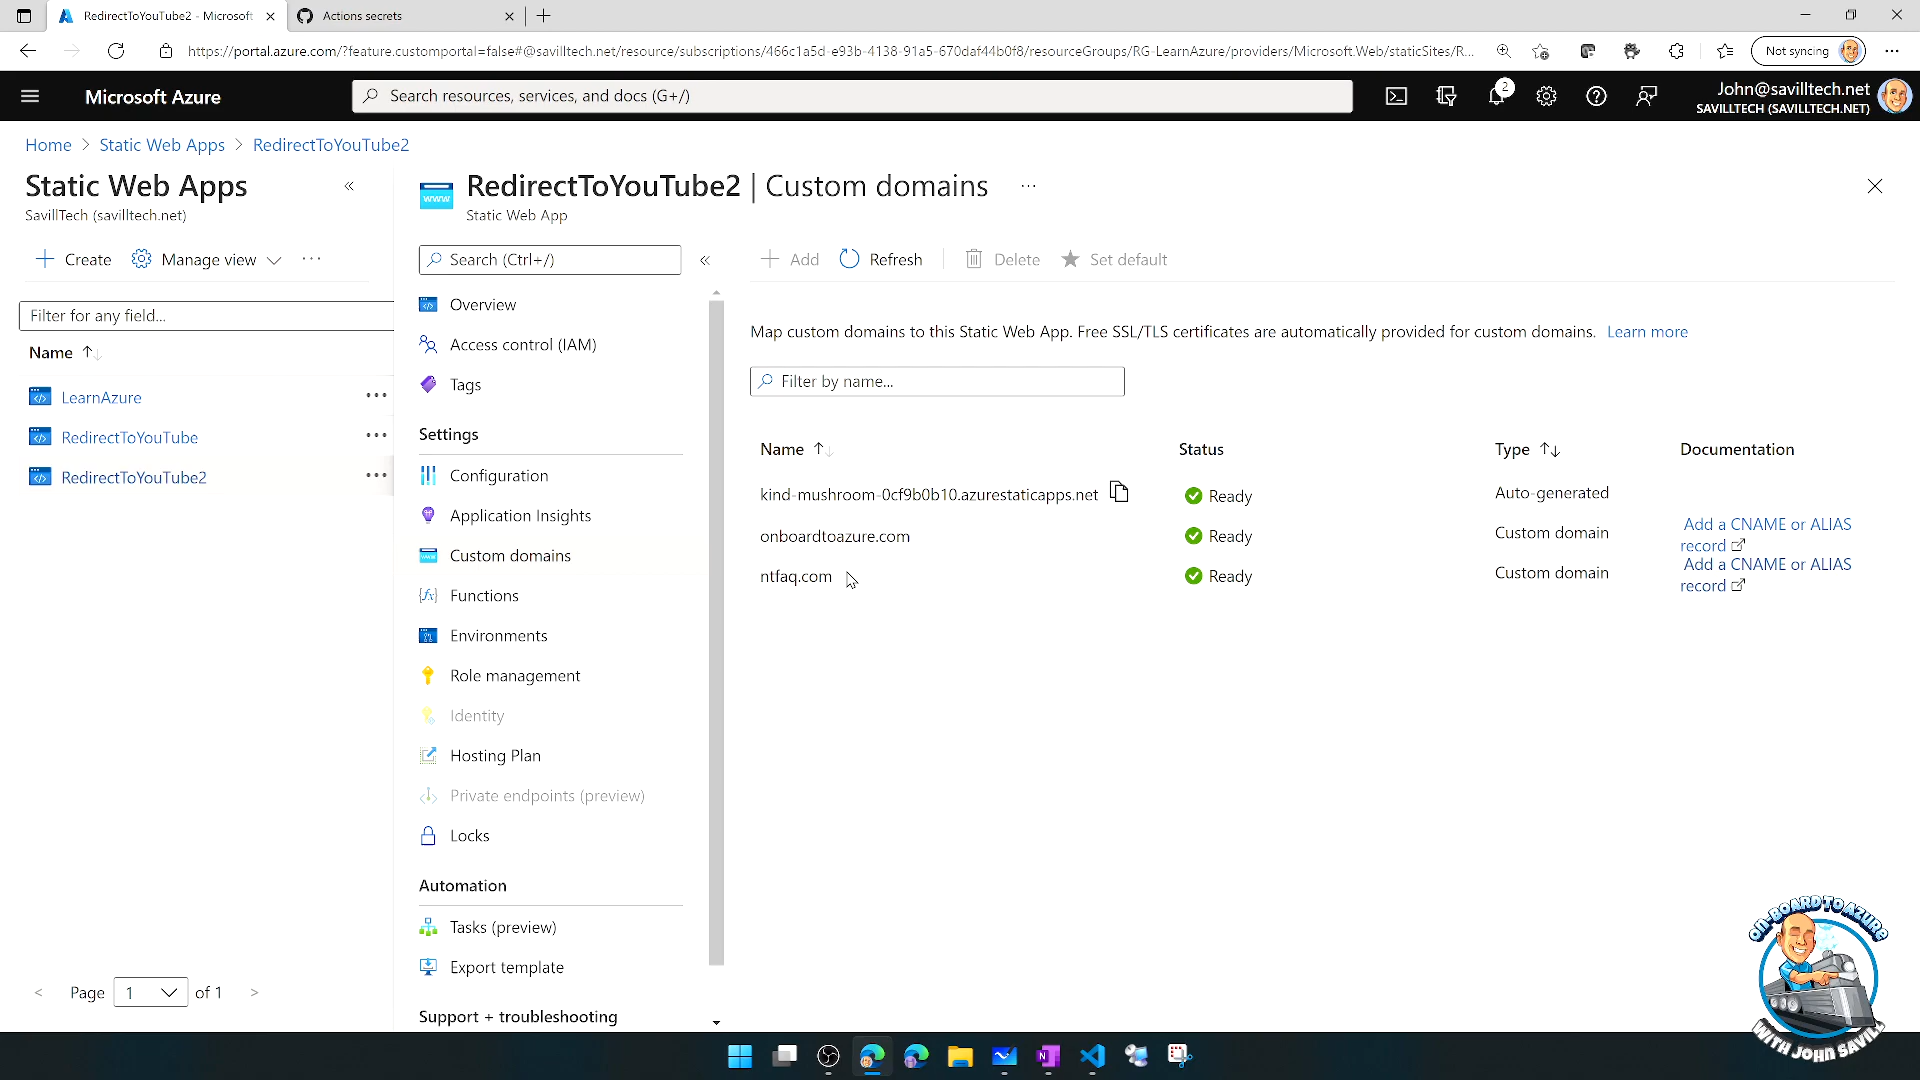 RedirectToYouTube2 - Microsoft
Actions secrets
https://portal.azure.com/?feature.customportal=false#@savilltech.net/resource/subscriptions/466c1a5d-e93b-4138-91a5-670daf44b0f8/resourceGroups/RG-LearnAzure/providers/Microsoft.Web/staticSites/R...
Not syncing
Microsoft Azure
Search resources, services, and docs (G+/)
2
John@savilltech.net
SAVILLTECH (SAVILLTECH.NET)
Home > Static Web Apps > RedirectToYouTube2
Static Web Apps
SavillTech (savilltech.net)
Create
Manage view
Filter for any field...
Name
LearnAzure
RedirectToYouTube
RedirectToYouTube2
Page 1 of 1
RedirectToYouTube2 | Custom domains
Static Web App
Search (Ctrl+/)
Overview
Access control (IAM)
Tags
Settings
Configuration
Application Insights
Custom domains
Functions
Environments
Role management
Identity
Hosting Plan
Private endpoints (preview)
Locks
Automation
Tasks (preview)
Export template
Support + troubleshooting
Add
Refresh
Delete
Set default
Map custom domains to this Static Web App. Free SSL/TLS certificates are automatically provided for custom domains. Learn more
Filter by name...
Name Status Type Documentation
kind-mushroom-0cf9b0b10.azurestaticapps.net Ready Auto-generated
onboardtoazure.com Ready Custom domain Add a CNAME or ALIAS
record
ntfaq.com Ready Custom domain Add a CNAME or ALIAS
record
ON-BOARD TO AZURE
WITH JOHN SAVILL